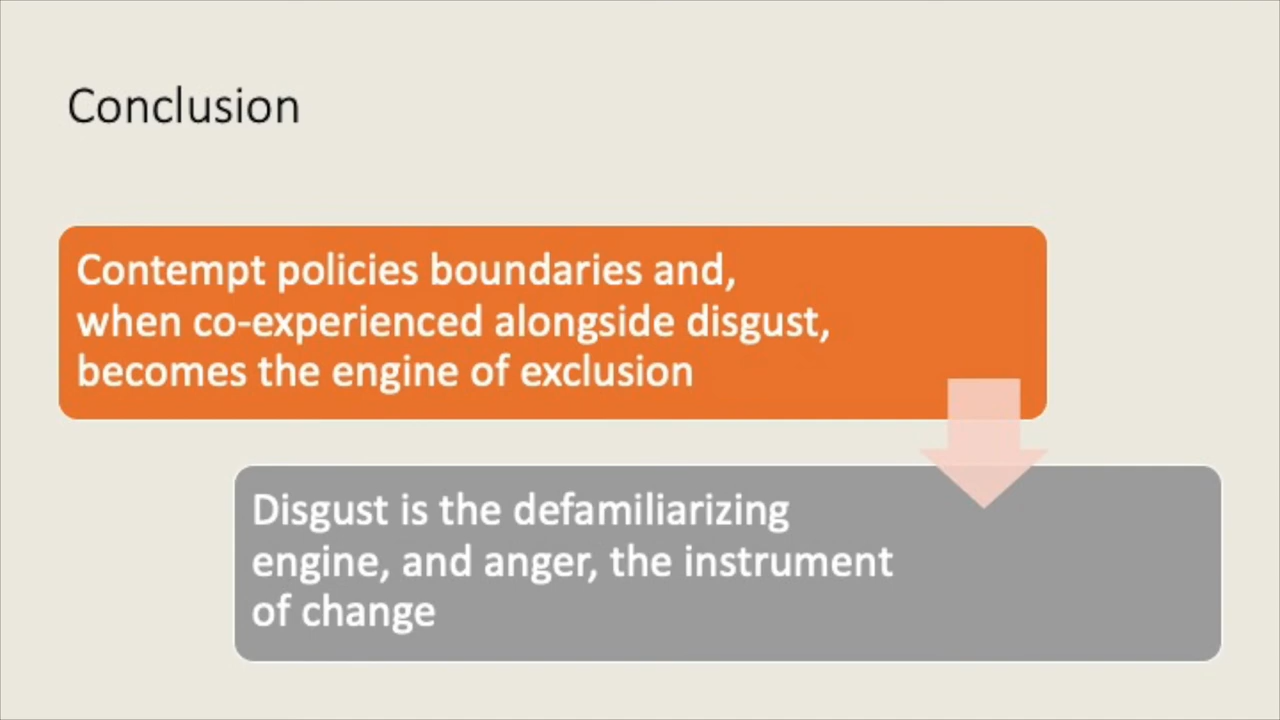 Conclusion
Contempt policies boundaries and,
when co-experienced alongside disgust,
becomes the engine of exclusion
Disgust is the defamiliarizing
engine, and anger, the instrument
of change